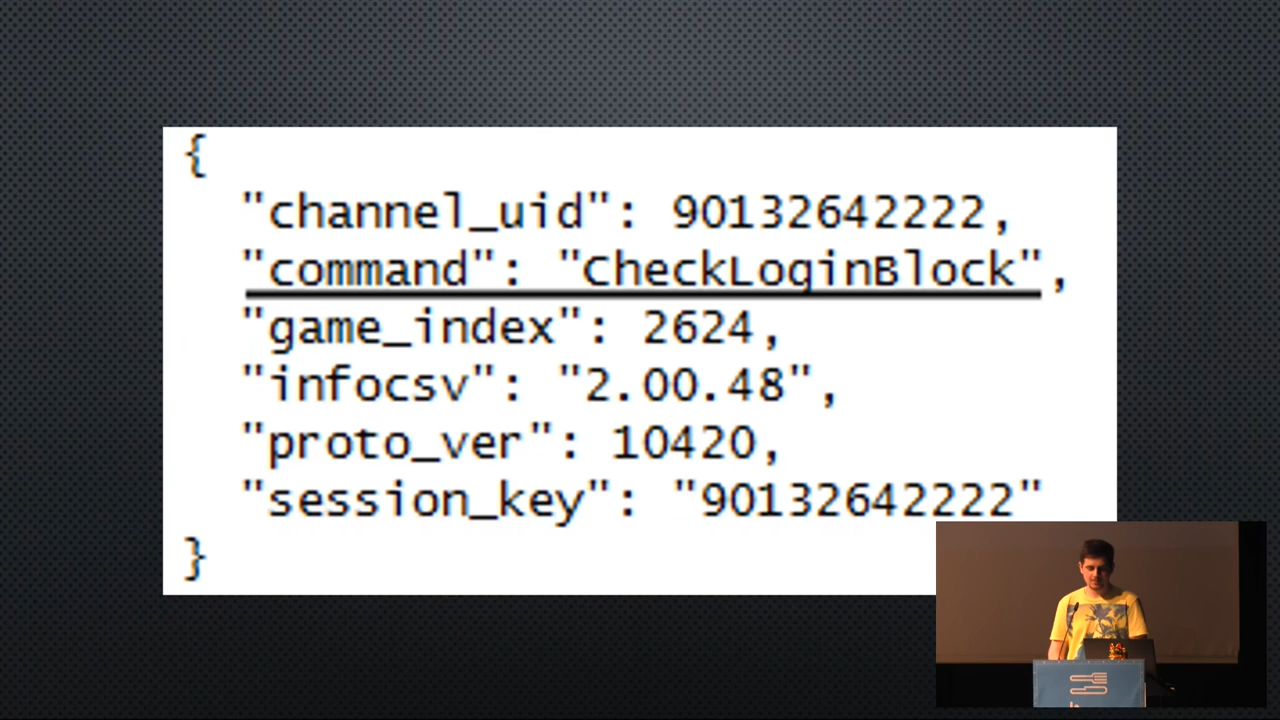 {
"channel_uid": 90132642222,
"command": "CheckLoginBlock",
"game_index": 2624,
"infocsv": "2.00.48",
"proto_ver": 10420,
"session_key": "90132642222"
}